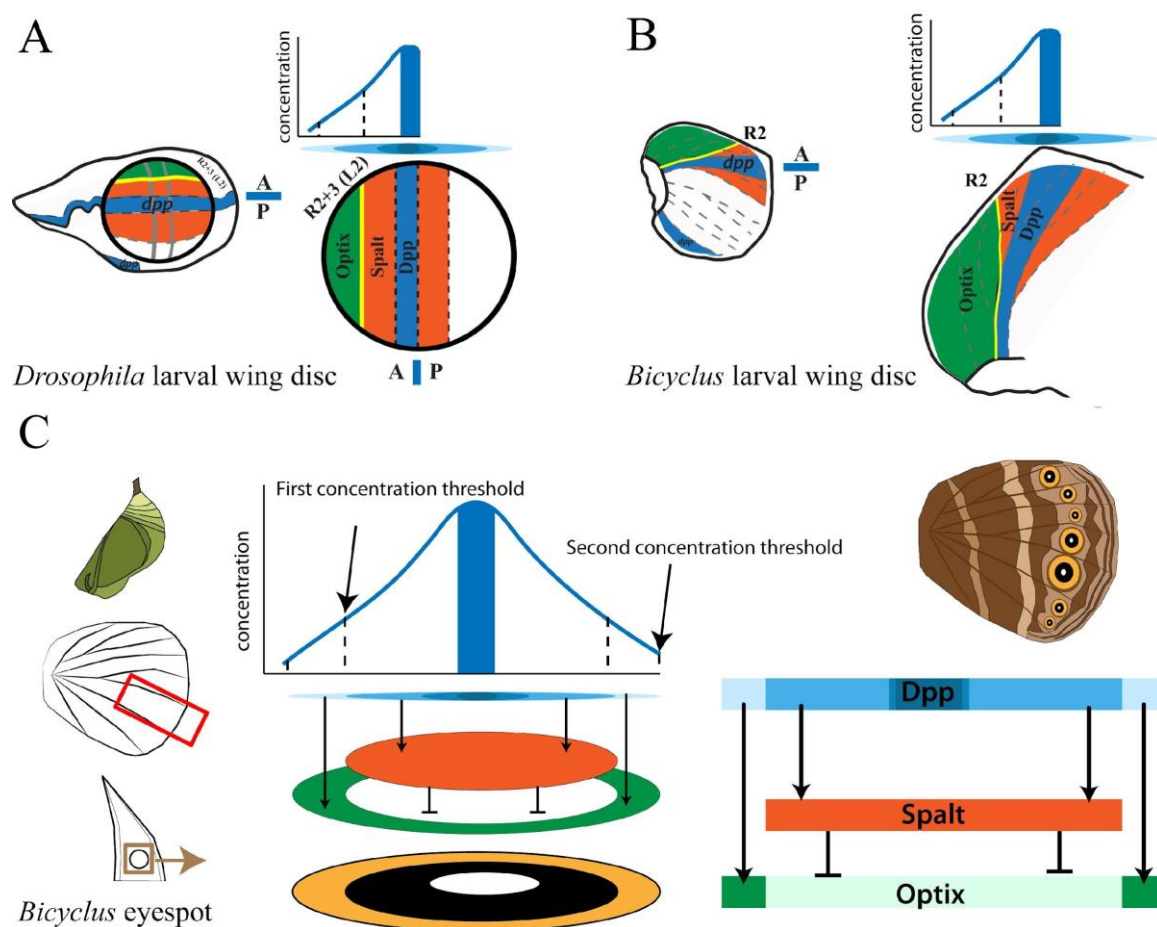 A
concentration
R2+3 (L2)
dpp
dpp
A
P
R2+3 (L2)
Optix
Spalt
Dpp
A P
Drosophila larval wing disc
B
concentration
R2
dpp
dpp
A
P
R2
Spalt
Dpp
Optix
Bicyclus larval wing disc
C
First concentration threshold
Second concentration threshold
concentration
Dpp
Spalt
Optix
Bicyclus eyespot